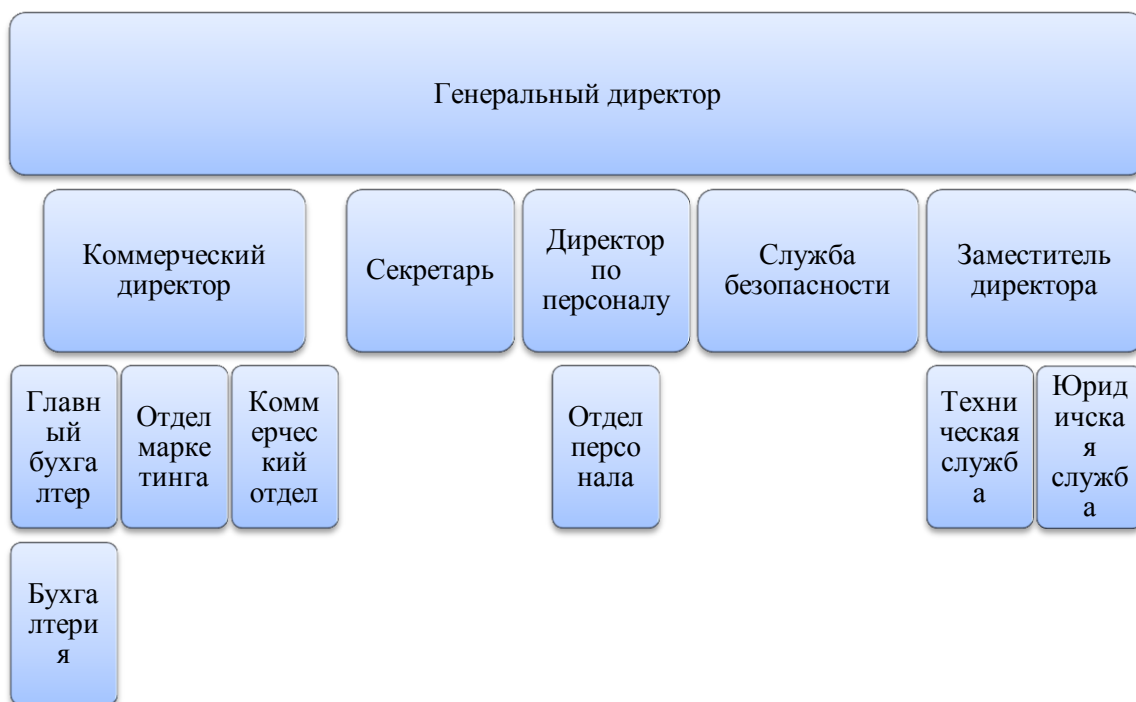 Генеральный директор
Коммерческий
директор
Секретарь
Директор
по
персоналу
Служба
безопасности
Заместитель
директора
Главн
ый
бухга
лтер
Отдел
марке
тинга
Комм
ерчес
кий
отдел
Отдел
персо
нала
Техни
ческая
служб
а
Юрид
ичска
я
служб
а
Бухга
лтери
я